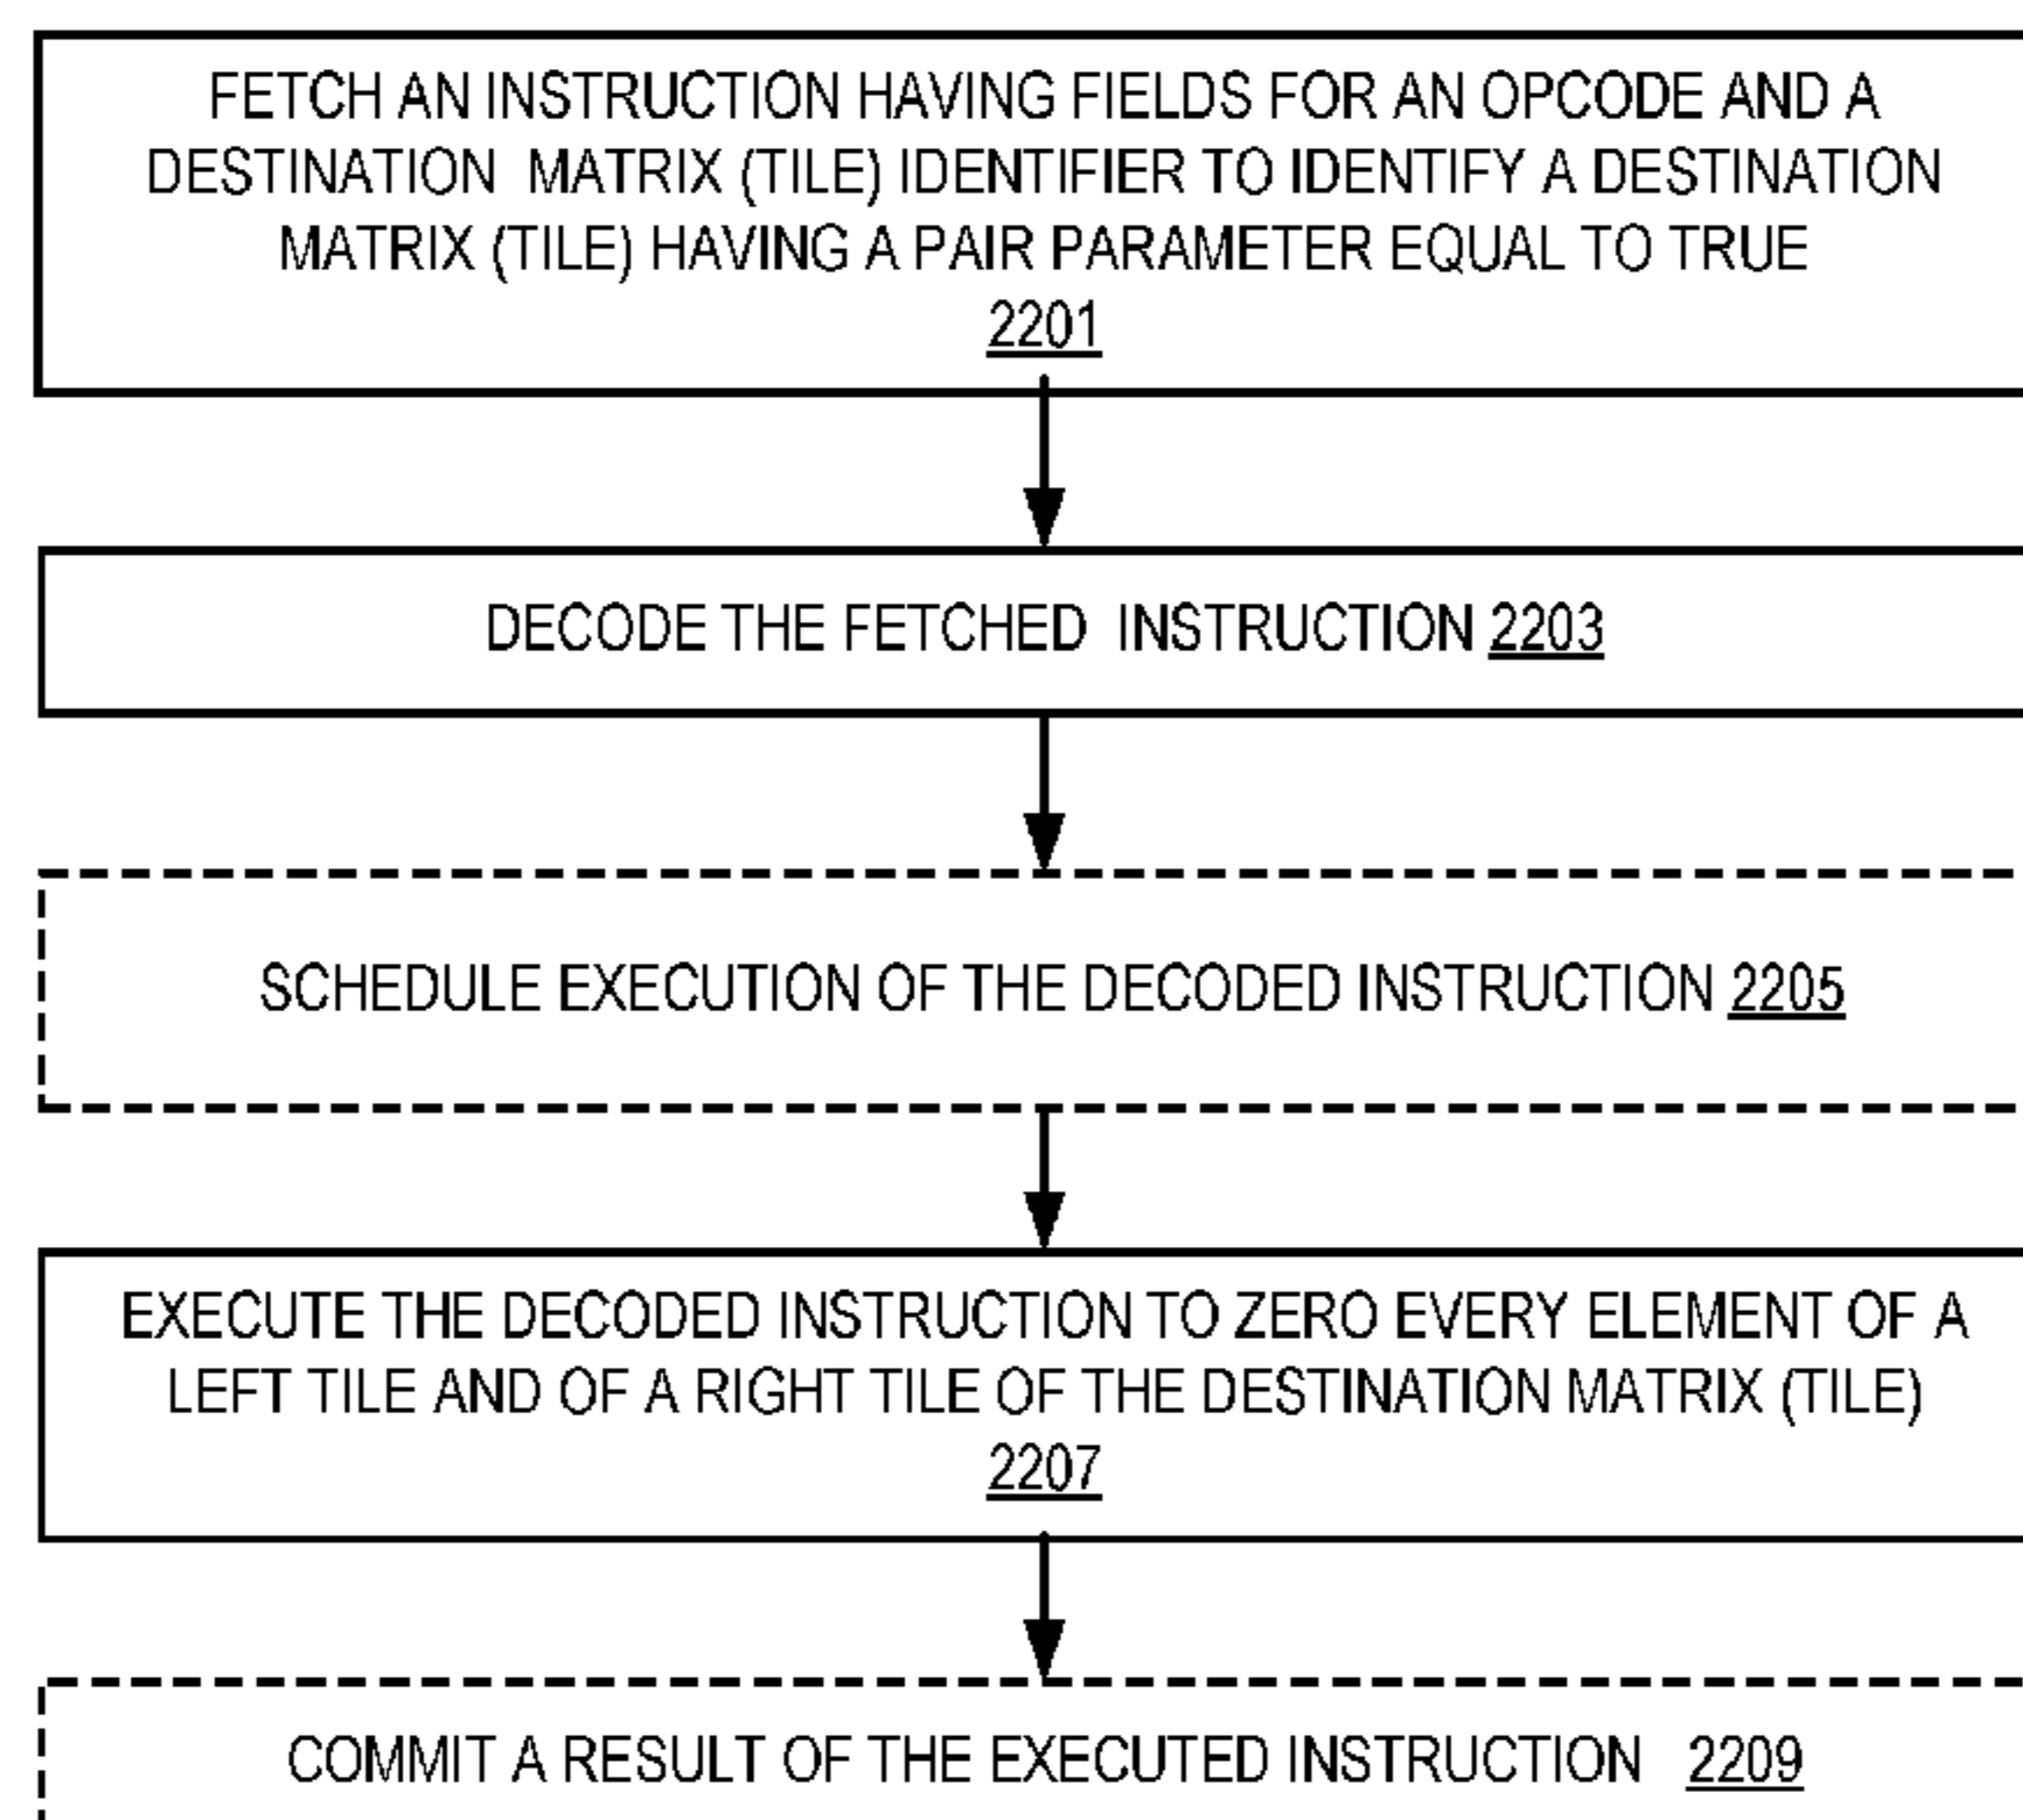 FETCH AN INSTRUCTION HAVING FIELDS FOR AN OPCODE AND A
DESTINATION MATRIX (TILE) IDENTIFIER TO IDENTIFY A DESTINATION
MATRIX (TILE) HAVING A PAIR PARAMETER EQUAL TO TRUE
2201
DECODE THE FETCHED INSTRUCTION 2203
SCHEDULE EXECUTION OF THE DECODED INSTRUCTION 2205
EXECUTE THE DECODED INSTRUCTION TO ZERO EVERY ELEMENT OF A
LEFT TILE AND OF A RIGHT TILE OF THE DESTINATION MATRIX (TILE)
2207
COMMIT A RESULT OF THE EXECUTED INSTRUCTION 2209